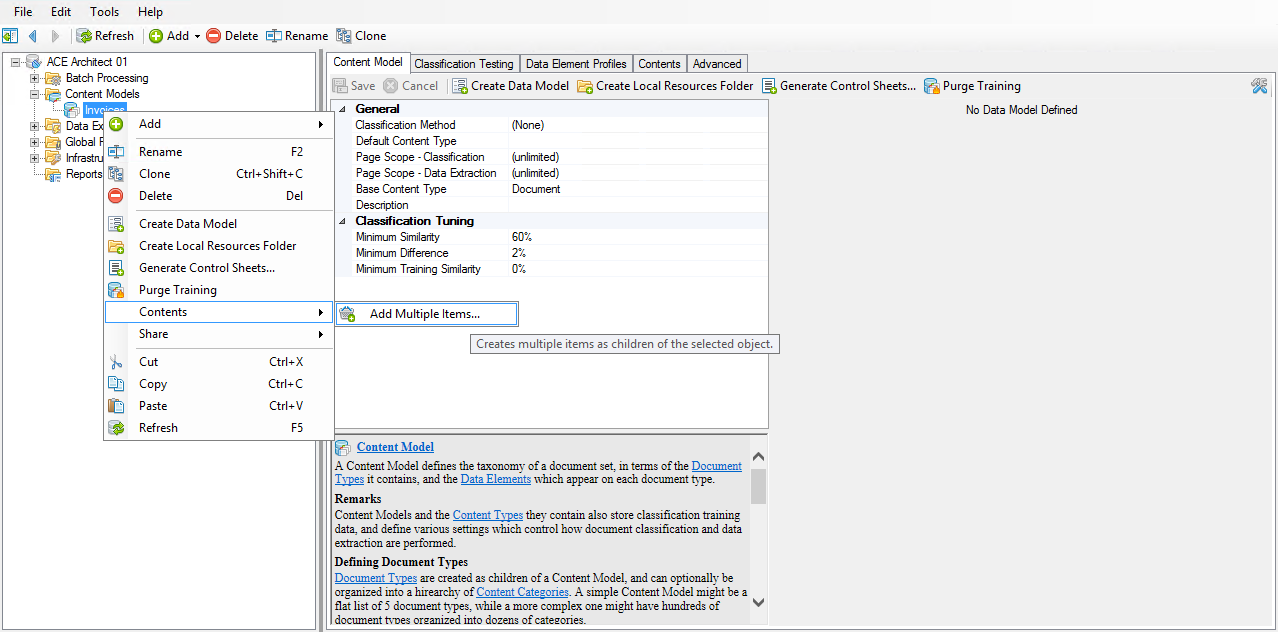 File Edit Tools Help
Refresh Add Delete Rename Clone
ACE Architect 01
Batch Processing
Content Models
Invoices
Data Ex
Global R
Infrastru
Reports
Add
Rename F2
Clone Ctrl+Shift+C
Delete Del
Create Data Model
Create Local Resources Folder
Generate Control Sheets...
Purge Training
Contents
Share
Cut Ctrl+X
Copy Ctrl+C
Paste Ctrl+V
Refresh F5
Add Multiple Items...
Creates multiple items as children of the selected object.
Content Model Classification Testing Data Element Profiles Contents Advanced
Save Cancel Create Data Model Create Local Resources Folder Generate Control Sheets... Purge Training
General
Classification Method (None)
Default Content Type
Page Scope - Classification (unlimited)
Page Scope - Data Extraction (unlimited)
Base Content Type Document
Description
Classification Tuning
Minimum Similarity 60%
Minimum Difference 2%
Minimum Training Similarity 0%
No Data Model Defined
Content Model
A Content Model defines the taxonomy of a document set, in terms of the Document
Types it contains, and the Data Elements which appear on each document type.
Remarks
Content Models and the Content Types they contain also store classification training
data, and define various settings which control how document classification and data
extraction are performed.
Defining Document Types
Document Types are created as children of a Content Model, and can optionally be
organized into a hirearchy of Content Categories. A simple Content Model might be a
flat list of 5 document types, while a more complex one might have hundreds of
document types organized into dozens of categories.